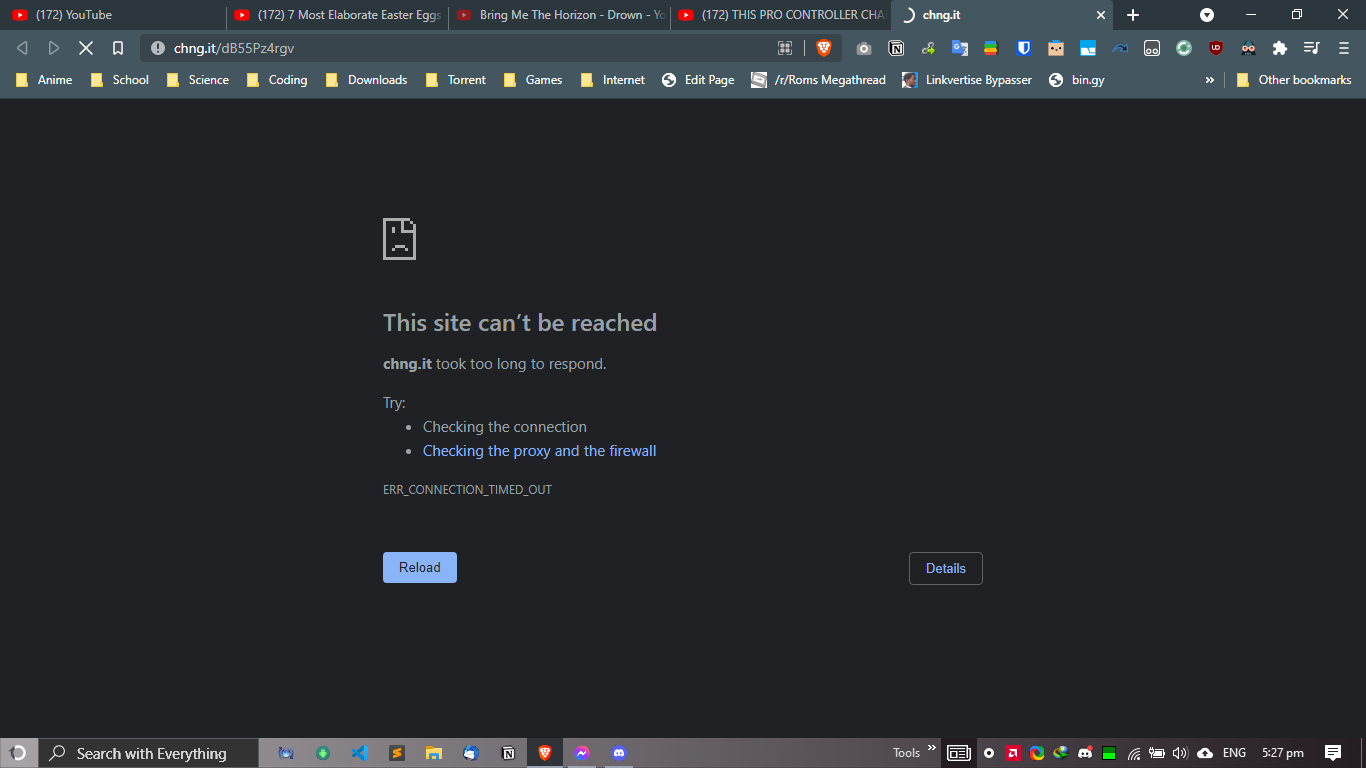 (172) YouTube
(172) 7 Most Elaborate Easter Eggs
Bring Me The Horizon - Drown - Yo
(172) THIS PRO CONTROLLER CHA
chng.it
chng.it/dB55Pz4rgv
Anime School Science Coding Downloads Torrent Games Internet Edit Page /r/Roms Megathread Linkvertise Bypasser bin.gy » Other bookmarks
This site can't be reached
chng.it took too long to respond.
Try:
• Checking the connection
• Checking the proxy and the firewall
ERR_CONNECTION_TIMED_OUT
Reload
Details
Search with Everything
Tools »
ENG
5:27 pm